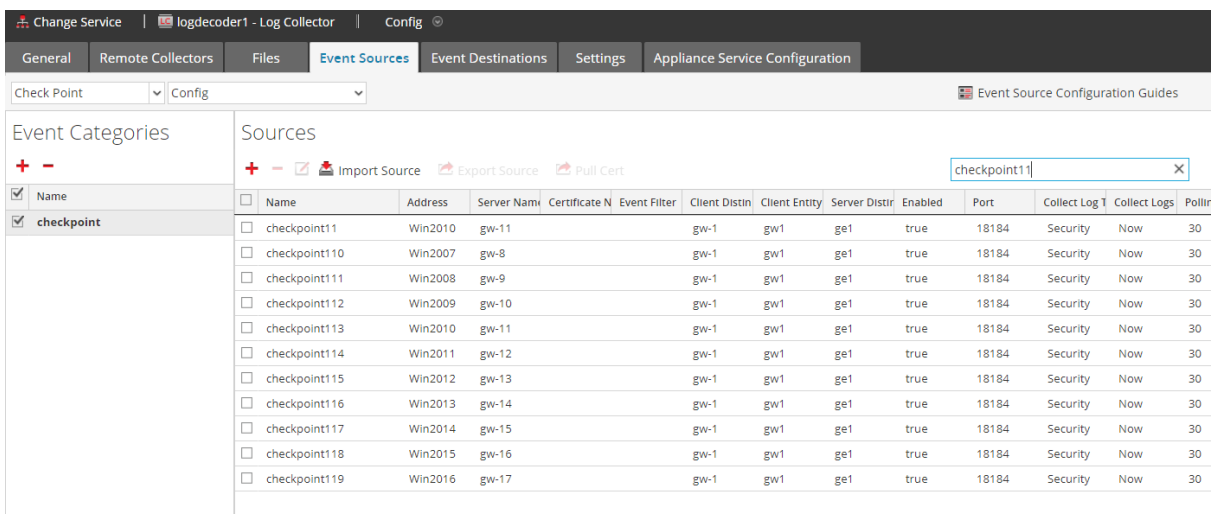 Change Service | LC logdecoder1 - Log Collector | Config
General Remote Collectors Files Event Sources Event Destinations Settings Appliance Service Configuration
Check Point Config Event Source Configuration Guides
Event Categories
Name
checkpoint
Sources
Import Source Export Source Pull Cert checkpoint11
Name Address Server Name Certificate N Event Filter Client Distin Client Entity Server Distin Enabled Port Collect Log T Collect Logs Pollin
checkpoint11 Win2010 gw-11 gw-1 gw1 ge1 true 18184 Security Now 30
checkpoint110 Win2007 gw-8 gw-1 gw1 ge1 true 18184 Security Now 30
checkpoint111 Win2008 gw-9 gw-1 gw1 ge1 true 18184 Security Now 30
checkpoint112 Win2009 gw-10 gw-1 gw1 ge1 true 18184 Security Now 30
checkpoint113 Win2010 gw-11 gw-1 gw1 ge1 true 18184 Security Now 30
checkpoint114 Win2011 gw-12 gw-1 gw1 ge1 true 18184 Security Now 30
checkpoint115 Win2012 gw-13 gw-1 gw1 ge1 true 18184 Security Now 30
checkpoint116 Win2013 gw-14 gw-1 gw1 ge1 true 18184 Security Now 30
checkpoint117 Win2014 gw-15 gw-1 gw1 ge1 true 18184 Security Now 30
checkpoint118 Win2015 gw-16 gw-1 gw1 ge1 true 18184 Security Now 30
checkpoint119 Win2016 gw-17 gw-1 gw1 ge1 true 18184 Security Now 30